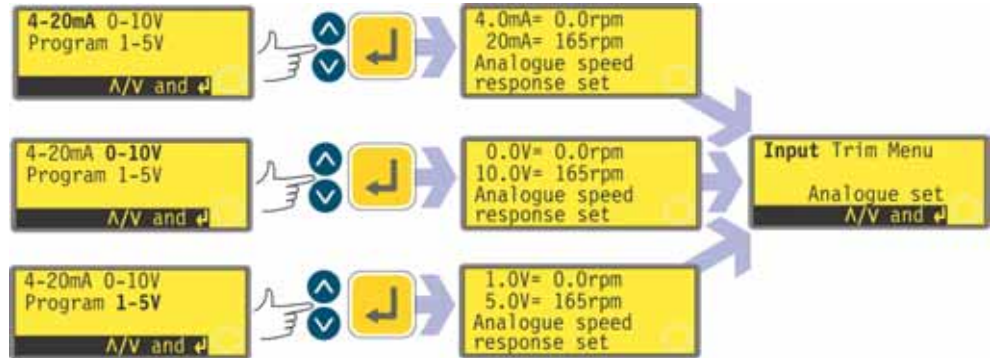 4-20mA 0-10V
Program 1-5V
Λ/V and ↲
4.0mA= 0.0rpm
20mA= 165rpm
Analogue speed
response set
4-20mA 0-10V
Program 1-5V
Λ/V and ↲
0.0V= 0.0rpm
10.0V= 165rpm
Analogue speed
response set
Input Trim Menu
Analogue set
Λ/V and ↲
4-20mA 0-10V
Program 1-5V
Λ/V and ↲
1.0V= 0.0rpm
5.0V= 165rpm
Analogue speed
response set